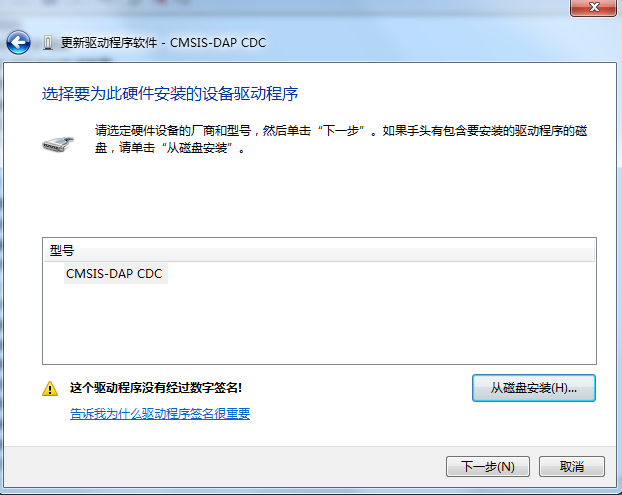 更新驱动程序软件 - CMSIS-DAP CDC
选择要为此硬件安装的设备驱动程序
请选定硬件设备的厂商和型号，然后单击“下一步”。如果手头有包含要安装的驱动程序的磁
盘，请单击“从磁盘安装”。
型号
CMSIS-DAP CDC
这个驱动程序没有经过数字签名!
从磁盘安装(H)...
告诉我为什么驱动程序签名很重要
下一步(N)
取消